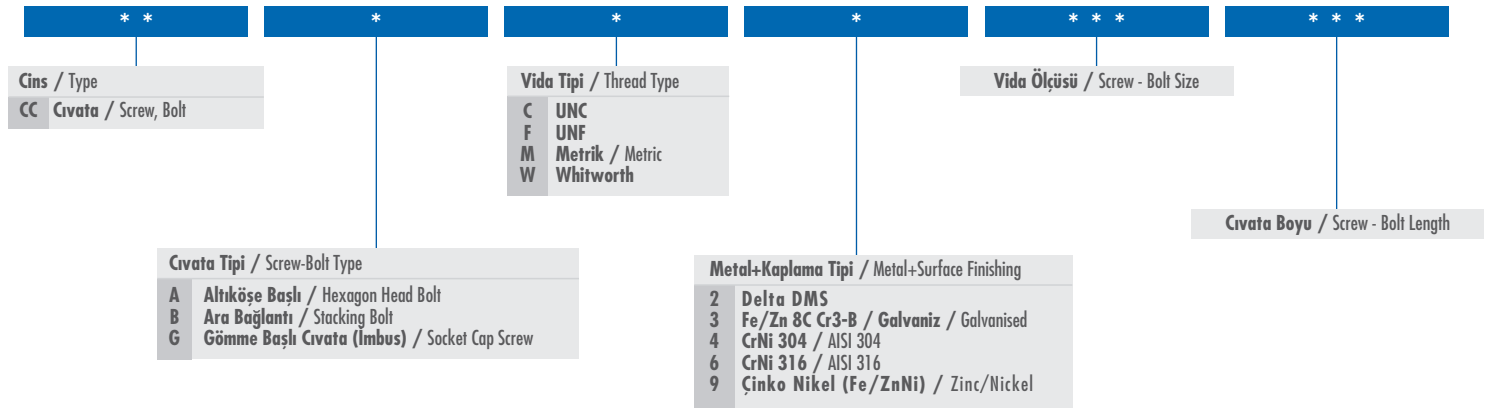 * *
*
*
*
* * *
* * *
Cins / Type
CC Cıvata / Screw, Bolt
Vida Tipi / Thread Type
C UNC
F UNF
M Metrik / Metric
W Whitworth
Vida Ölçüsü / Screw - Bolt Size
Cıvata Boyu / Screw - Bolt Length
Cıvata Tipi / Screw-Bolt Type
A Altıköşe Başlı / Hexagon Head Bolt
B Ara Bağlantı / Stacking Bolt
G Gömme Başlı Cıvata (İmbus) / Socket Cap Screw
Metal+Kaplama Tipi / Metal+Surface Finishing
2 Delta DMS
3 Fe/Zn 8C Cr3-B / Galvaniz / Galvanised
4 CrNi 304 / AISI 304
6 CrNi 316 / AISI 316
9 Çinko Nikel (Fe/ZnNi) / Zinc/Nickel